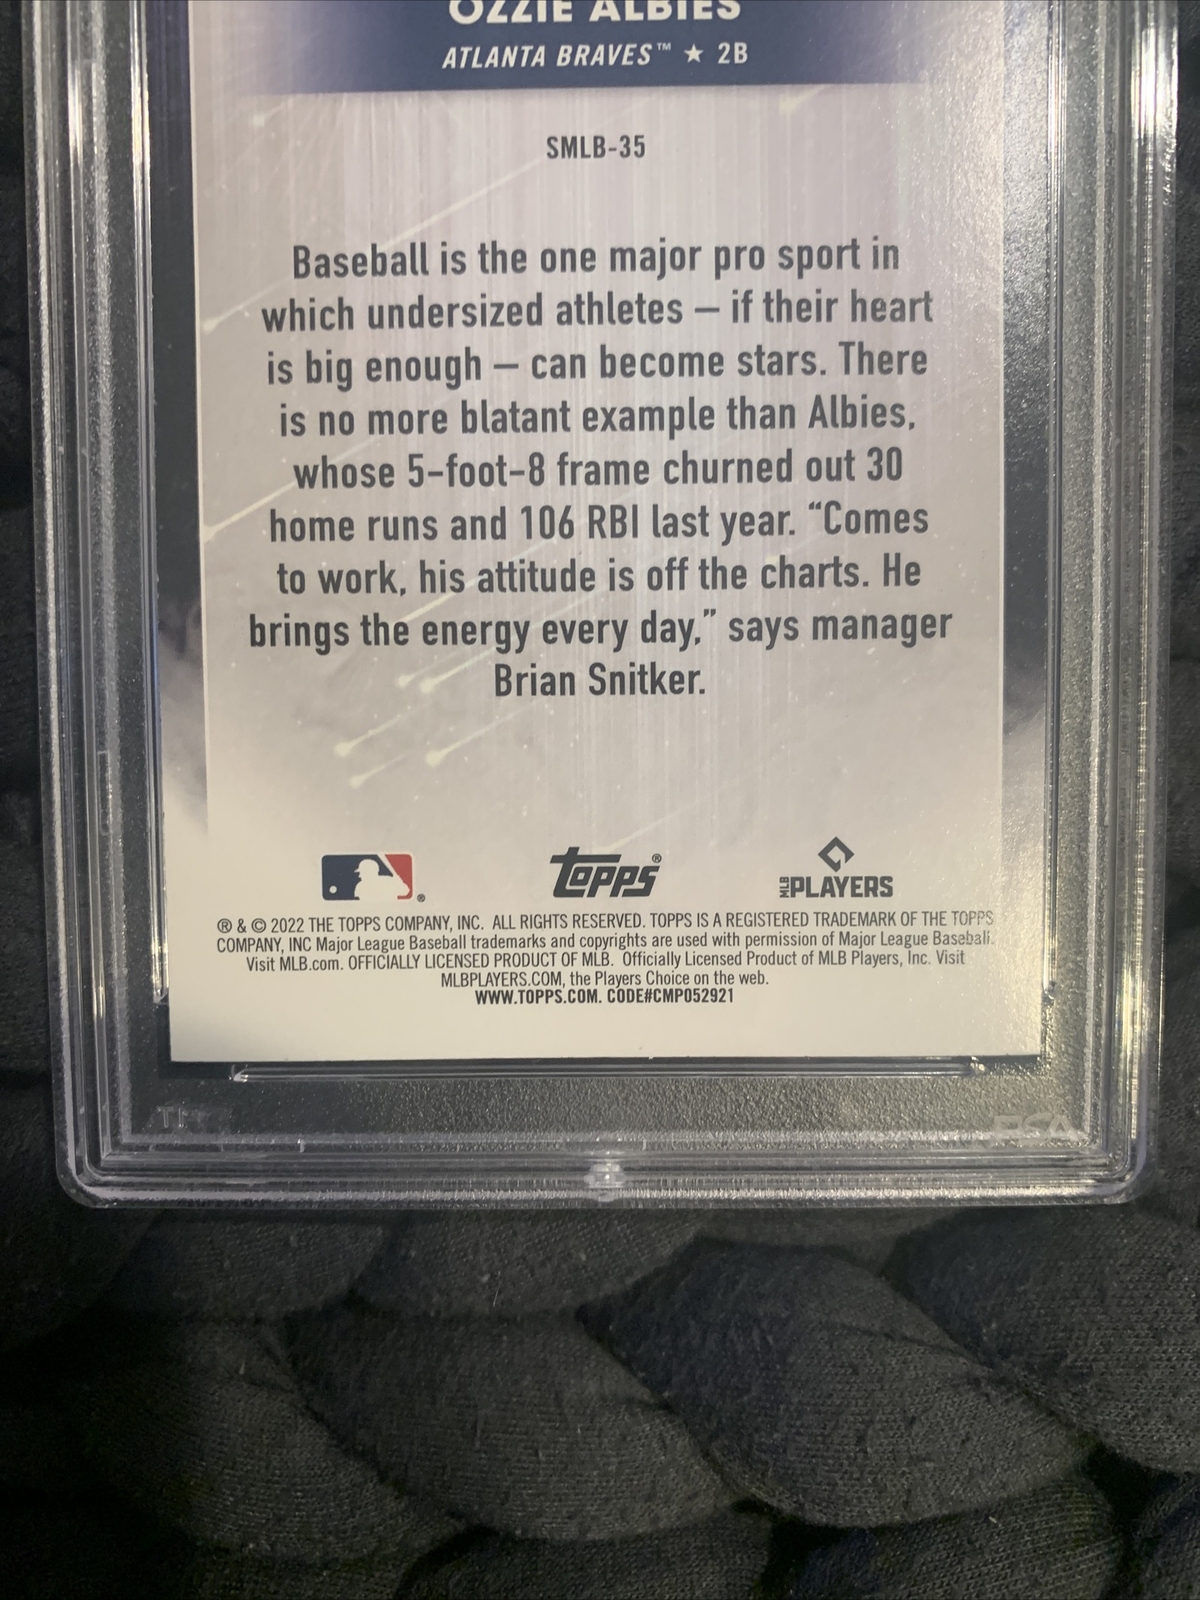 OZZIE ALBIES
ATLANTA BRAVES™ ★ 2B
SMLB-35
Baseball is the one major pro sport in
which undersized athletes – if their heart
is big enough – can become stars. There
is no more blatant example than Albies,
whose 5-foot-8 frame churned out 30
home runs and 106 RBI last year. “Comes
to work, his attitude is off the charts. He
brings the energy every day,” says manager
Brian Snitker.
Topps®
MLB PLAYERS
® & © 2022 THE TOPPS COMPANY, INC. ALL RIGHTS RESERVED. TOPPS IS A REGISTERED TRADEMARK OF THE TOPPS
COMPANY, INC Major League Baseball trademarks and copyrights are used with permission of Major League Baseball.
Visit MLB.com. OFFICIALLY LICENSED PRODUCT OF MLB. Officially Licensed Product of MLB Players, Inc. Visit
MLBPLAYERS.COM, the Players Choice on the web.
WWW.TOPPS.COM. CODE#CMP052921
PSA